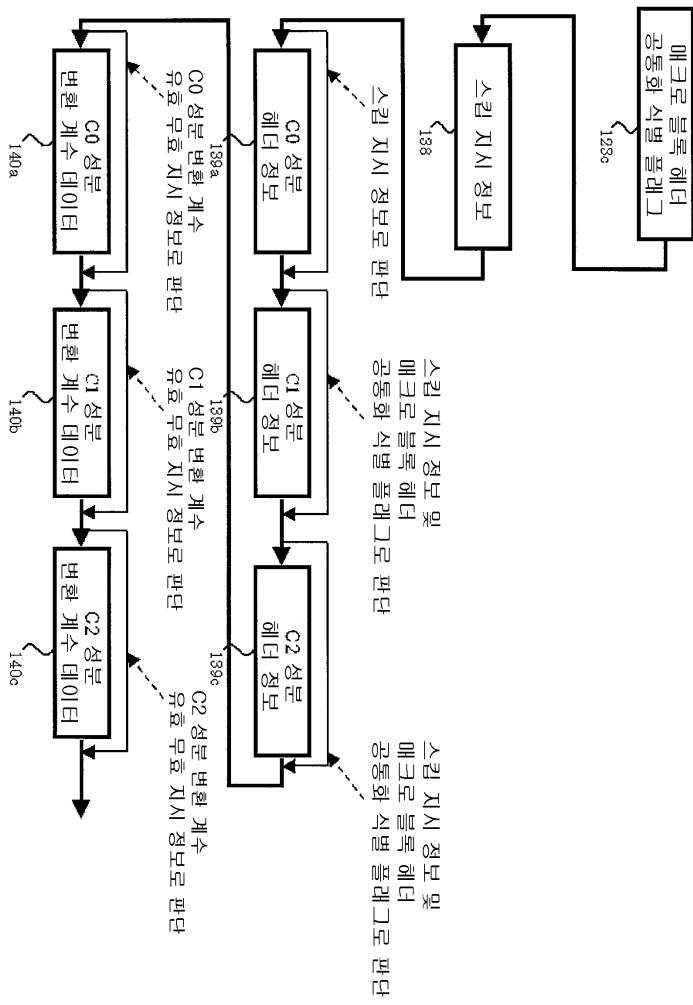 매크로 블록 헤더
공통화 식별 플래그
123c
스킵 지시 정보
138
스킵 지시 정보로 판단
C0 성분
헤더 정보
139a
스킵 지시 정보 및
매크로 블록 헤더
공통화 식별 플래그로 판단
C1 성분
헤더 정보
139b
스킵 지시 정보 및
매크로 블록 헤더
공통화 식별 플래그로 판단
C2 성분
헤더 정보
139c
C0 성분 변환 계수
유효 무효 지시 정보로 판단
C0 성분
변환 계수 데이터
140a
C1 성분 변환 계수
유효 무효 지시 정보로 판단
C1 성분
변환 계수 데이터
140b
C2 성분 변환 계수
유효 무효 지시 정보로 판단
C2 성분
변환 계수 데이터
140c